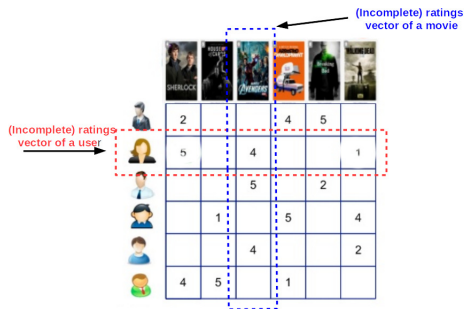 (Incomplete) ratings
vector of a movie
SHERLOCK
AVENGERS
(Incomplete) ratings
vector of a user
2 4 5
5 4 1
5 2
1 5 4
4 2
4 5 1